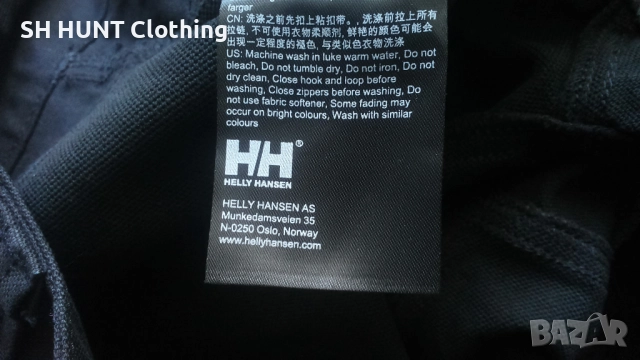 SH HUNT Clothing
farger
CN: 洗涤之前先扣上粘扣带。, 洗涤前拉上所有
拉链, 不可使用衣物柔顺剂, 鲜艳的颜色可能会
出现一定程度的褪色, 与类似色衣物洗涤
US: Machine wash in luke warm water, Do not
bleach, Do not tumble dry, Do not iron, Do not
dry clean, Close hook and loop before
washing, Close zippers before washing, Do
not use fabric softener, Some fading may
occur on bright colours, Wash with similar
colours
HH®
HELLY HANSEN
HELLY HANSEN AS
Munkedamsveien 35
N-0250 Oslo, Norway
www.hellyhansen.com
BAZAR
.bg